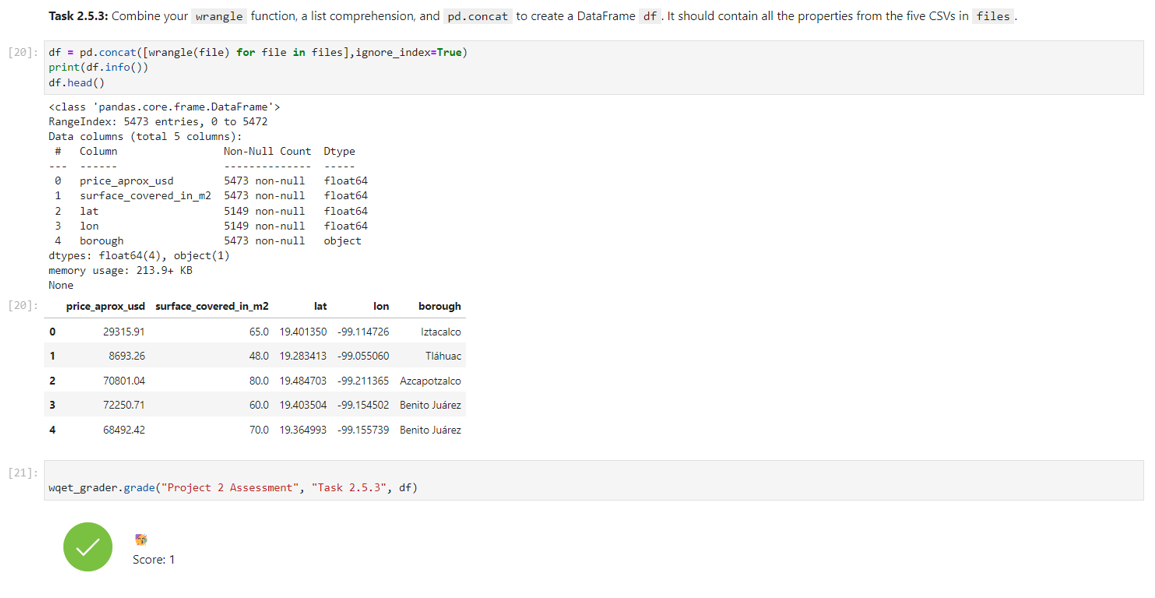 Task 2.5.3: Combine your wrangle function, a list comprehension, and pd.concat to create a DataFrame df. It should contain all the properties from the five CSVs in files.
[20]: df = pd.concat([wrangle(file) for file in files],ignore_index=True)
print(df.info())
df.head()
<class 'pandas.core.frame.DataFrame'>
RangeIndex: 5473 entries, 0 to 5472
Data columns (total 5 columns):
# Column Non-Null Count Dtype
--- ------ -------------- -----
0 price_aprox_usd 5473 non-null float64
1 surface_covered_in_m2 5473 non-null float64
2 lat 5149 non-null float64
3 lon 5149 non-null float64
4 borough 5473 non-null object
dtypes: float64(4), object(1)
memory usage: 213.9+ KB
None
[20]: price_aprox_usd surface_covered_in_m2 lat lon borough
0 29315.91 65.0 19.401350 -99.114726 Iztacalco
1 8693.26 48.0 19.283413 -99.055060 Tláhuac
2 70801.04 80.0 19.484703 -99.211365 Azcapotzalco
3 72250.71 60.0 19.403504 -99.154502 Benito Juárez
4 68492.42 70.0 19.364993 -99.155739 Benito Juárez
[21]:
wqet_grader.grade("Project 2 Assessment", "Task 2.5.3", df)
Score: 1